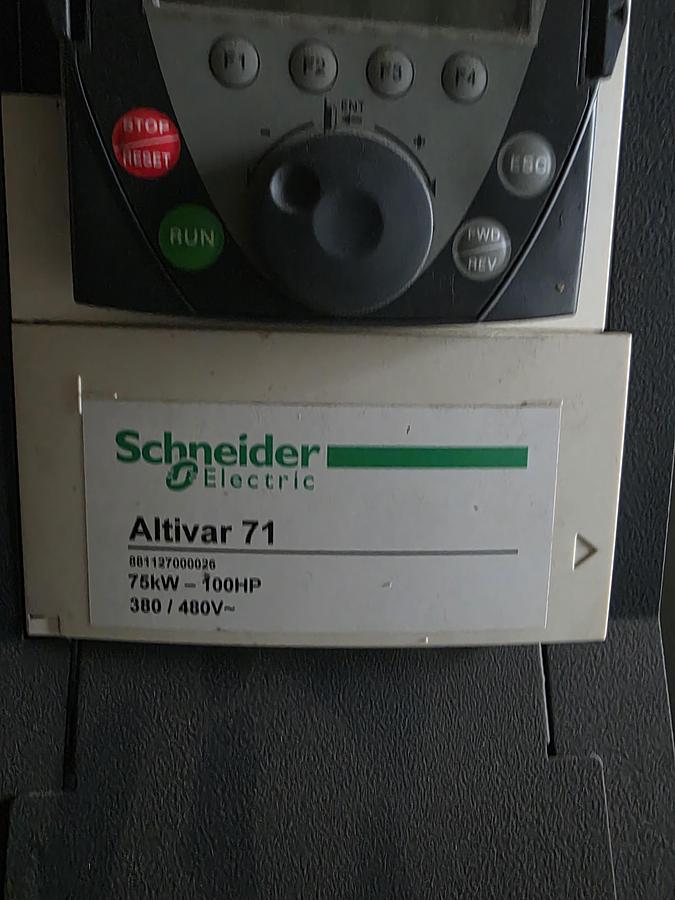 F1 F2 F3 F4
ENT
STOP
RESET
ESC
RUN
FWD
REV
Schneider
Electric
Altivar 71
881127000026
75kW – 100HP
380 / 480V~